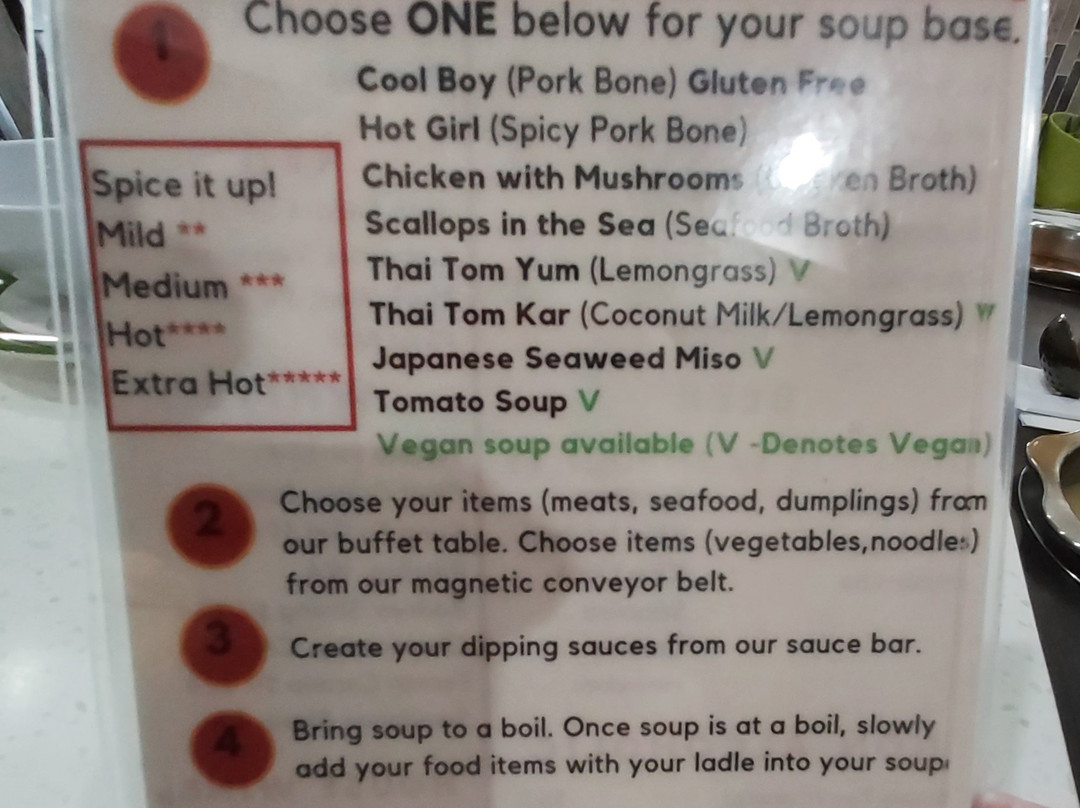 1 Choose ONE below for your soup base.
Cool Boy (Pork Bone) Gluten Free
Hot Girl (Spicy Pork Bone)
Chicken with Mushrooms Broth)
Scallops in the Sea (Seafood Broth)
Thai Tom Yum (Lemongrass) V
Thai Tom Kar (Coconut Milk/Lemongrass) V
Japanese Seaweed Miso V
Tomato Soup V
Vegan soup available (V -Denotes Vegan)
Spice it up!
Mild **
Medium ***
Hot****
Extra Hot*****
2 Choose your items (meats, seafood, dumplings) from
our buffet table. Choose items (vegetables,noodles)
from our magnetic conveyor belt.
3 Create your dipping sauces from our sauce bar.
4 Bring soup to a boil. Once soup is at a boil, slowly
add your food items with your ladle into your soup.